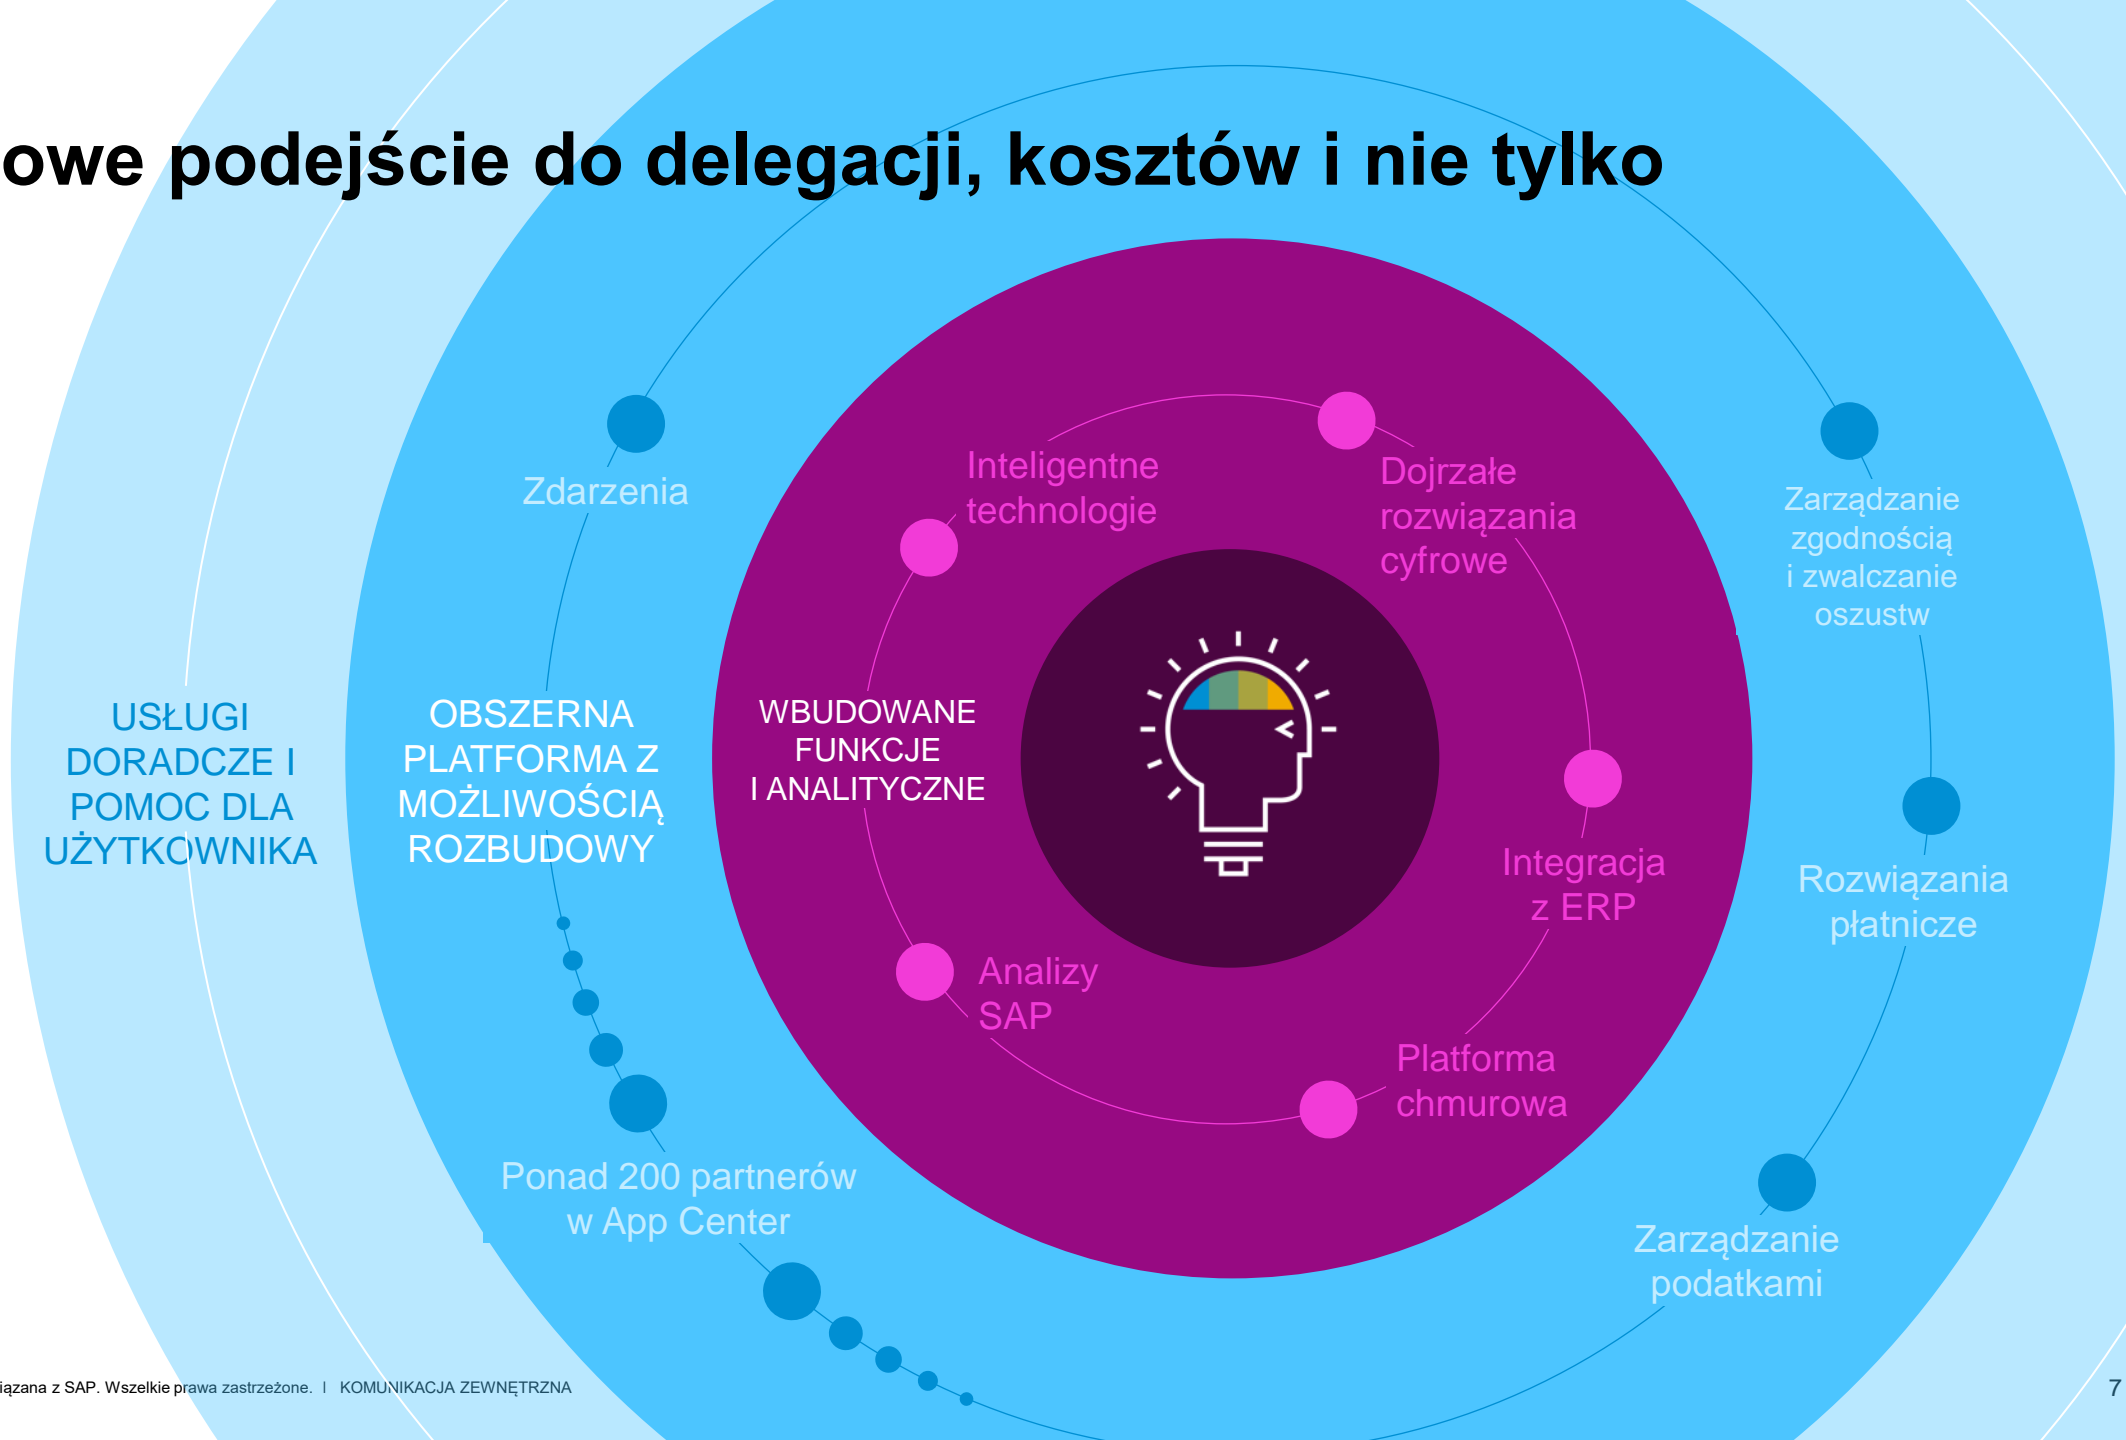 owe podejście do delegacji, kosztów i nie tylko
Inteligentne
technologie
Dojrzałe
rozwiązania
cyfrowe
Zdarzenia
Zarządzanie
zgodnością
i zwalczanie
oszustw
USŁUGI
DORADCZE I
POMOC DLA
UŻYTKOWNIKA
OBSZERNA
PLATFORMA Z
MOŻLIWOŚCIĄ
ROZBUDOWY
WBUDOWANE
FUNKCJE
I ANALITYCZNE
Integracja
z ERP
Rozwiązania
płatnicze
Analizy
SAP
Platforma
chmurowa
Ponad 200 partnerów
w App Center
Zarządzanie
podatkami
iązana z SAP. Wszelkie prawa zastrzeżone. ǀ KOMUNIKACJA ZEWNĘTRZNA
7